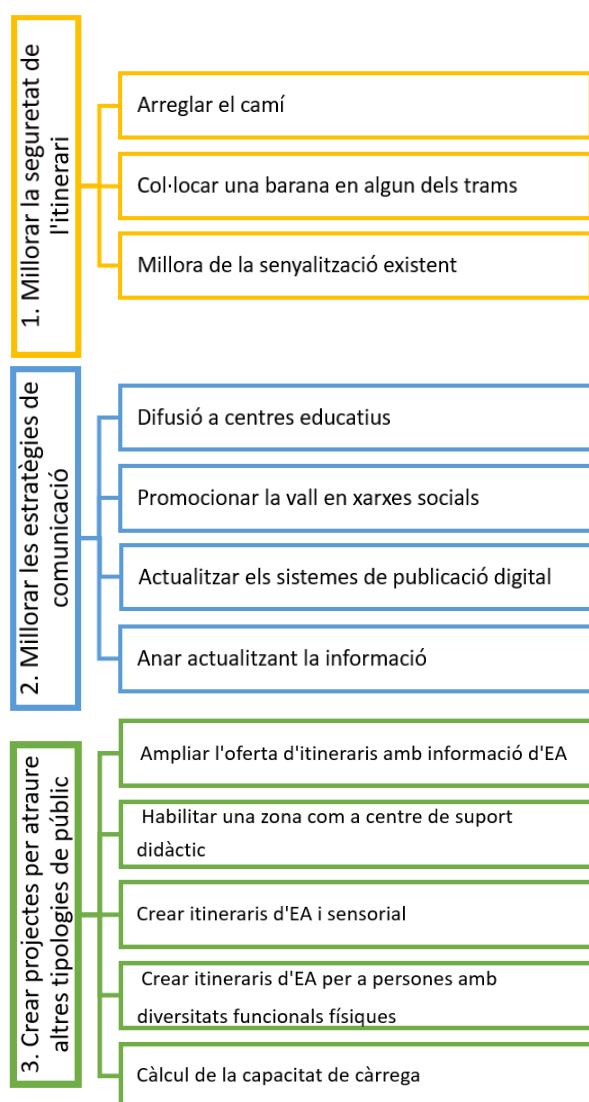 1. Millorar la seguretat de
l'itinerari
Arreglar el camí
Col·locar una barana en algun dels trams
Millora de la senyalització existent
2. Millorar les estratègies de
comunicació
Difusió a centres educatius
Promocionar la vall en xarxes socials
Actualitzar els sistemes de publicació digital
Anar actualitzant la informació
3. Crear projectes per atraure
altres tipologies de públic
Ampliar l'oferta d'itineraris amb informació d'EA
Habilitar una zona com a centre de suport
didàctic
Crear itineraris d'EA i sensorial
Crear itineraris d'EA per a persones amb
diversitats funcionals físiques
Càlcul de la capacitat de càrrega